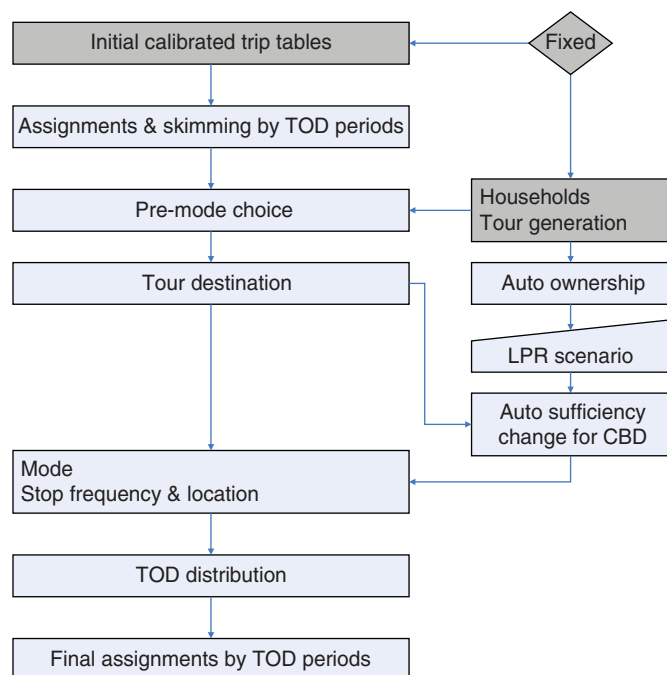 Initial calibrated trip tables
Fixed
Assignments & skimming by TOD periods
Pre-mode choice
Households
Tour generation
Tour destination
Auto ownership
LPR scenario
Auto sufficiency
change for CBD
Mode
Stop frequency & location
TOD distribution
Final assignments by TOD periods